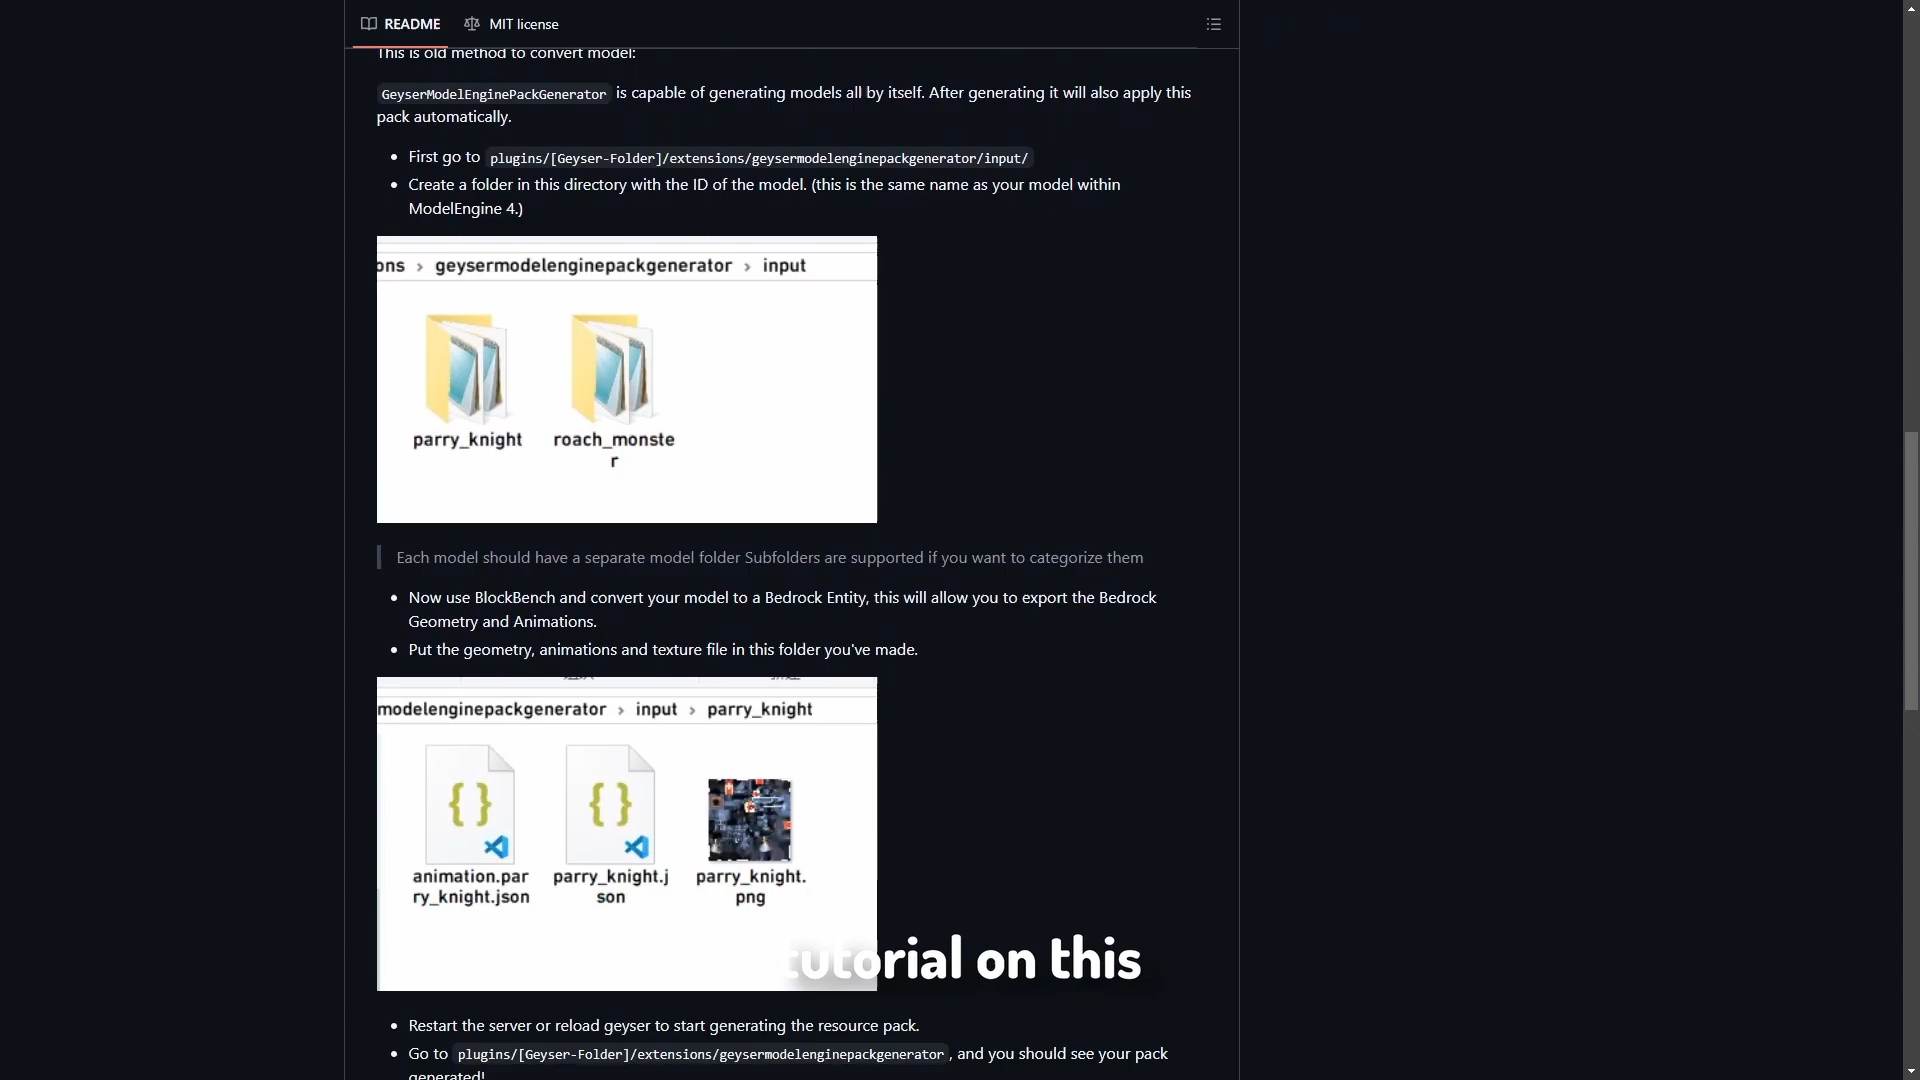 README
MIT license
This is old method to convert model:
GeyserModelEnginePackGenerator is capable of generating models all by itself. After generating it will also apply this
pack automatically.
First go to plugins/[Geyser-Folder]/extensions/geysermodelenginepackgenerator/input/
Create a folder in this directory with the ID of the model. (this is the same name as your model within
ModelEngine 4.)
ons › geysermodelenginepackgenerator › input
parry_knight
roach_monste
r
Each model should have a separate model folder Subfolders are supported if you want to categorize them
Now use BlockBench and convert your model to a Bedrock Entity, this will allow you to export the Bedrock
Geometry and Animations.
Put the geometry, animations and texture file in this folder you've made.
modelenginepackgenerator › input › parry_knight
animation.par
ry_knight.json
parry_knight.j
son
parry_knight.
png
tutorial on this
Restart the server or reload geyser to start generating the resource pack.
Go to plugins/[Geyser-Folder]/extensions/geysermodelenginepackgenerator, and you should see your pack
generated!